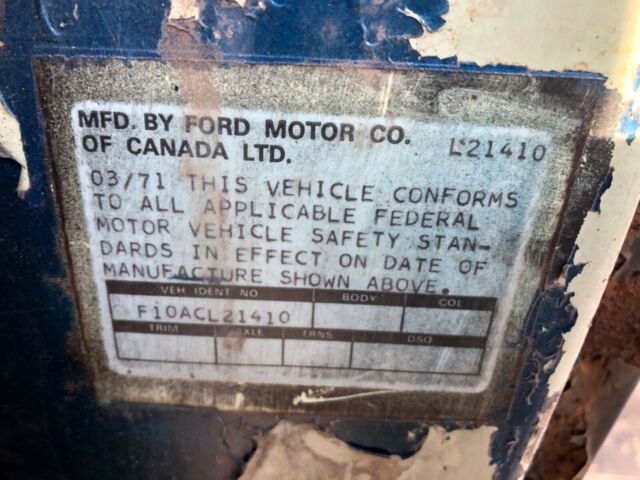 MFD. BY FORD MOTOR CO.
OF CANADA LTD.
L21410
03/71 THIS VEHICLE CONFORMS
TO ALL APPLICABLE FEDERAL
MOTOR VEHICLE SAFETY STAN-
DARDS IN EFFECT ON DATE OF
MANUFACTURE SHOWN ABOVE.
VEH IDENT NO BODY COL
F10ACL21410
TRIM AXLE TRNS DSO